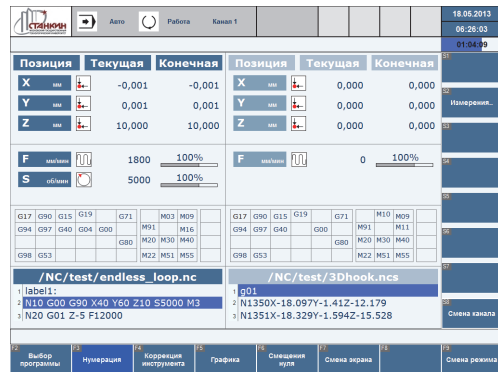 СТАНКИН
Авто
Работа
Канал 1
18.05.2013
06:26:03
01:04:09
Позиция Текущая Конечная
X мм -0,001 -0,001
Y мм 0,001 0,001
Z мм 10,000 10,000
F мм/мин 1800 100%
S об/мин 5000 100%
G17 G90 G15 G19 G71 M03 M09
G94 G97 G40 G04 G00 M91 M16
G80 M20 M30 M40
G98 G53 M22 M51 M55
/NC/test/endless_loop.nc
1 label1:
2 N10 G00 G90 X40 Y60 Z10 S5000 M3
3 N20 G01 Z-5 F12000
Позиция Текущая Конечная
X мм 0,000 0,000
Y мм 0,000 0,000
Z мм 0,000 0,000
F мм/мин 0 100%
G17 G90 G15 G19 G71 M10 M09
G94 G97 G40 G00 M91 M11
G80 M20 M30 M40
G98 G53 M22 M51 M55
/NC/test/3Dhook.ncs
1 g01
2 N1350X-18.097Y-1.41Z-12.179
3 N1351X-18.329Y-1.594Z-15.528
S1
S2
Измерения..
S3
S4
S5
S6
S7
S8
Смена канала
F2 Выбор программы
F3 Нумерация
F4 Коррекция инструмента
F5 Графика
F6 Смещения нуля
F7 Смена экрана
F8
F9 Смена режима